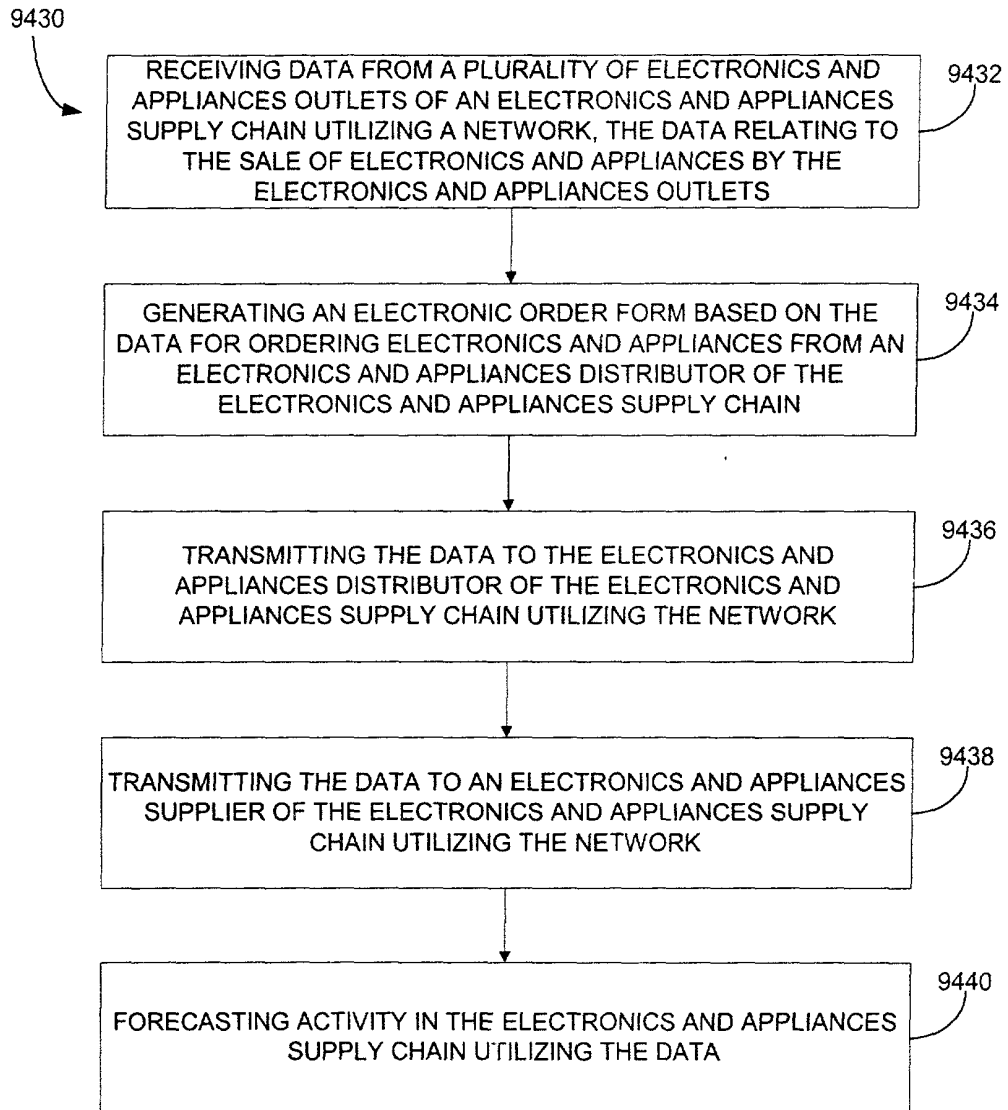 9430
RECEIVING DATA FROM A PLURALITY OF ELECTRONICS AND
APPLIANCES OUTLETS OF AN ELECTRONICS AND APPLIANCES
SUPPLY CHAIN UTILIZING A NETWORK, THE DATA RELATING TO
THE SALE OF ELECTRONICS AND APPLIANCES BY THE
ELECTRONICS AND APPLIANCES OUTLETS
9432
GENERATING AN ELECTRONIC ORDER FORM BASED ON THE
DATA FOR ORDERING ELECTRONICS AND APPLIANCES FROM AN
ELECTRONICS AND APPLIANCES DISTRIBUTOR OF THE
ELECTRONICS AND APPLIANCES SUPPLY CHAIN
9434
TRANSMITTING THE DATA TO THE ELECTRONICS AND
APPLIANCES DISTRIBUTOR OF THE ELECTRONICS AND
APPLIANCES SUPPLY CHAIN UTILIZING THE NETWORK
9436
TRANSMITTING THE DATA TO AN ELECTRONICS AND APPLIANCES
SUPPLIER OF THE ELECTRONICS AND APPLIANCES SUPPLY
CHAIN UTILIZING THE NETWORK
9438
FORECASTING ACTIVITY IN THE ELECTRONICS AND APPLIANCES
SUPPLY CHAIN UTILIZING THE DATA
9440